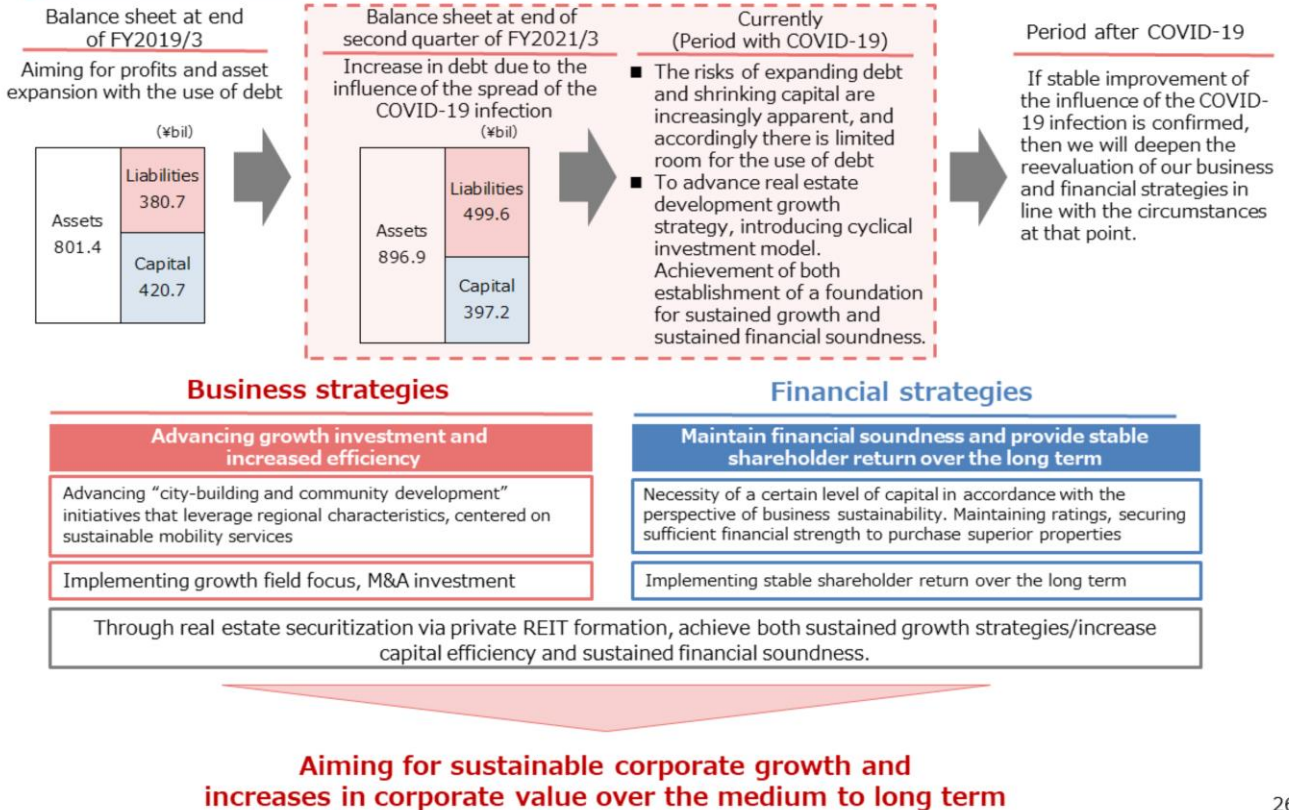 Balance sheet at end
of FY2019/3
Aiming for profits and asset
expansion with the use of debt
(¥bil)
Assets
801.4
Liabilities
380.7
Capital
420.7
Balance sheet at end of
second quarter of FY2021/3
Increase in debt due to the
influence of the spread of the
COVID-19 infection
(¥bil)
Assets
896.9
Liabilities
499.6
Capital
397.2
Currently
(Period with COVID-19)
■ The risks of expanding debt
and shrinking capital are
increasingly apparent, and
accordingly there is limited
room for the use of debt
■ To advance real estate
development growth
strategy, introducing cyclical
investment model.
Achievement of both
establishment of a foundation
for sustained growth and
sustained financial soundness.
Period after COVID-19
If stable improvement of
the influence of the COVID-
19 infection is confirmed,
then we will deepen the
reevaluation of our business
and financial strategies in
line with the circumstances
at that point.
Business strategies
Advancing growth investment and
increased efficiency
Advancing “city-building and community development”
initiatives that leverage regional characteristics, centered on
sustainable mobility services
Implementing growth field focus, M&A investment
Financial strategies
Maintain financial soundness and provide stable
shareholder return over the long term
Necessity of a certain level of capital in accordance with the
perspective of business sustainability. Maintaining ratings, securing
sufficient financial strength to purchase superior properties
Implementing stable shareholder return over the long term
Through real estate securitization via private REIT formation, achieve both sustained growth strategies/increase
capital efficiency and sustained financial soundness.
Aiming for sustainable corporate growth and
increases in corporate value over the medium to long term
26